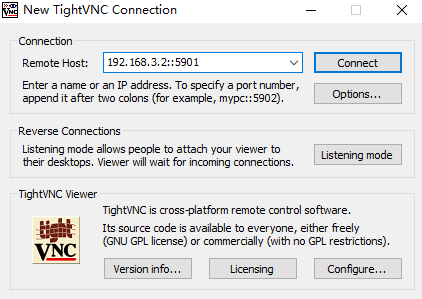 New TightVNC Connection
Connection
Remote Host:
192.168.3.2::5901
Connect
Enter a name or an IP address. To specify a port number,
append it after two colons (for example, mypc::5902).
Options...
Reverse Connections
Listening mode allows people to attach your viewer to
their desktops. Viewer will wait for incoming connections.
Listening mode
TightVNC Viewer
tight
VNC
TightVNC is cross-platform remote control software.
Its source code is available to everyone, either freely
(GNU GPL license) or commercially (with no GPL restrictions).
Version info...
Licensing
Configure...